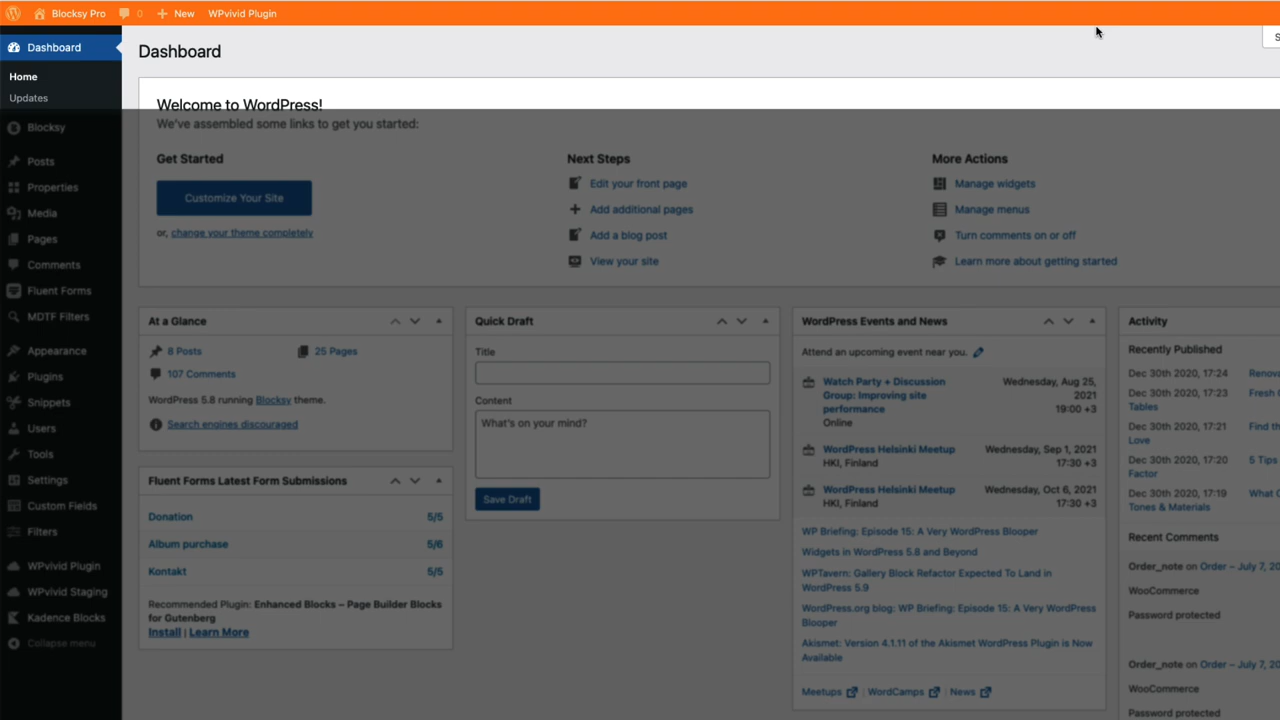 Blocksy Pro 0 New WPvivid Plugin
Dashboard
Home
Updates
Blocksy
Posts
Properties
Media
Pages
Comments
Fluent Forms
MDTF Filters
Appearance
Plugins
Snippets
Users
Tools
Settings
Custom Fields
Filters
WPvivid Plugin
WPvivid Staging
Kadence Blocks
Collapse menu
Dashboard
S
Welcome to WordPress!
We've assembled some links to get you started:
Get Started
Customize Your Site
or, change your theme completely
Next Steps
Edit your front page
Add additional pages
Add a blog post
View your site
More Actions
Manage widgets
Manage menus
Turn comments on or off
Learn more about getting started
At a Glance
8 Posts 25 Pages
107 Comments
WordPress 5.8 running Blocksy theme.
Search engines discouraged
Fluent Forms Latest Form Submissions
Donation 5/5
Album purchase 5/6
Kontakt 5/5
Recommended Plugin: Enhanced Blocks – Page Builder Blocks
for Gutenberg
Install | Learn More
Quick Draft
Title
Content
What's on your mind?
Save Draft
WordPress Events and News
Attend an upcoming event near you.
Watch Party + Discussion Wednesday, Aug 25,
Group: Improving site 2021
performance 19:00 +3
Online
WordPress Helsinki Meetup Wednesday, Sep 1, 2021
HKI, Finland 17:30 +3
WordPress Helsinki Meetup Wednesday, Oct 6, 2021
HKI, Finland 17:30 +3
WP Briefing: Episode 15: A Very WordPress Blooper
Widgets in WordPress 5.8 and Beyond
WPTavern: Gallery Block Refactor Expected To Land in
WordPress 5.9
WordPress.org blog: WP Briefing: Episode 15: A Very WordPress
Blooper
Akismet: Version 4.1.11 of the Akismet WordPress Plugin is Now
Available
Meetups | WordCamps | News
Activity
Recently Published
Dec 30th 2020, 17:24 Renov
Dec 30th 2020, 17:23 Fresh
Tables
Dec 30th 2020, 17:21 Find th
Love
Dec 30th 2020, 17:20 5 Tips
Factor
Dec 30th 2020, 17:19 What
Tones & Materials
Recent Comments
Order_note on Order – July 7, 20
WooCommerce
Password protected
Order_note on Order – July 7, 20
WooCommerce
Password protected